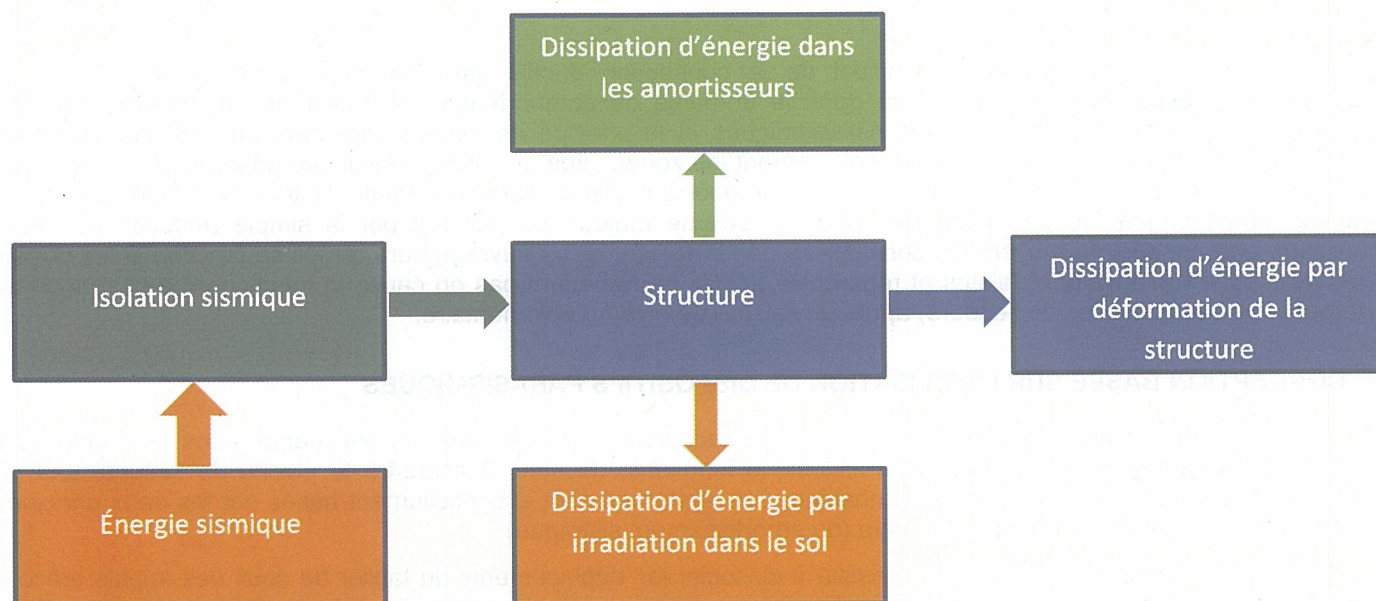 Dissipation d'énergie dans
les amortisseurs
Isolation sismique
Structure
Dissipation d'énergie par
déformation de la
structure
Énergie sismique
Dissipation d'énergie par
irradiation dans le sol